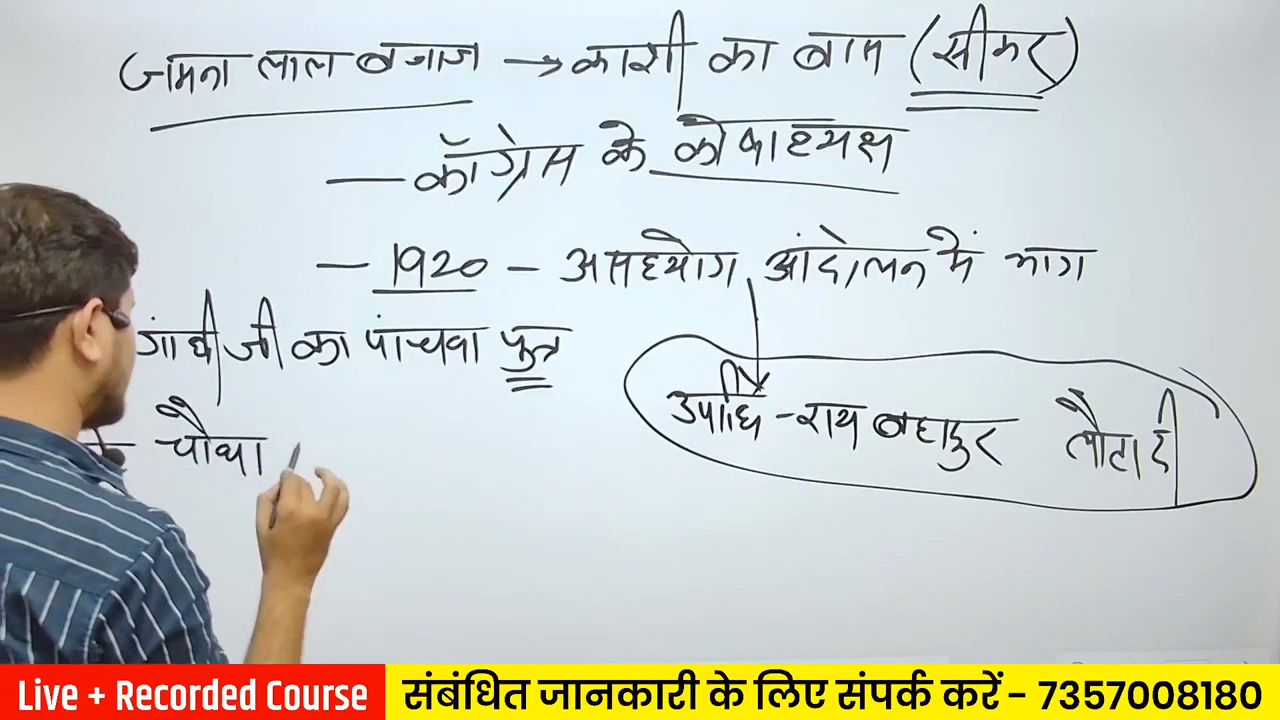 जमना लाल बजाज → काशी का बास (सीकर)
— काँग्रेस के कोषाध्यक्ष
— 1920 – असहयोग आंदोलन में भाग
गांधी जी का पांचवा पुत्र
उपाधि – राय बहादुर लौटा दी
— चौथा
Live + Recorded Course
संबंधित जानकारी के लिए संपर्क करें - 7357008180